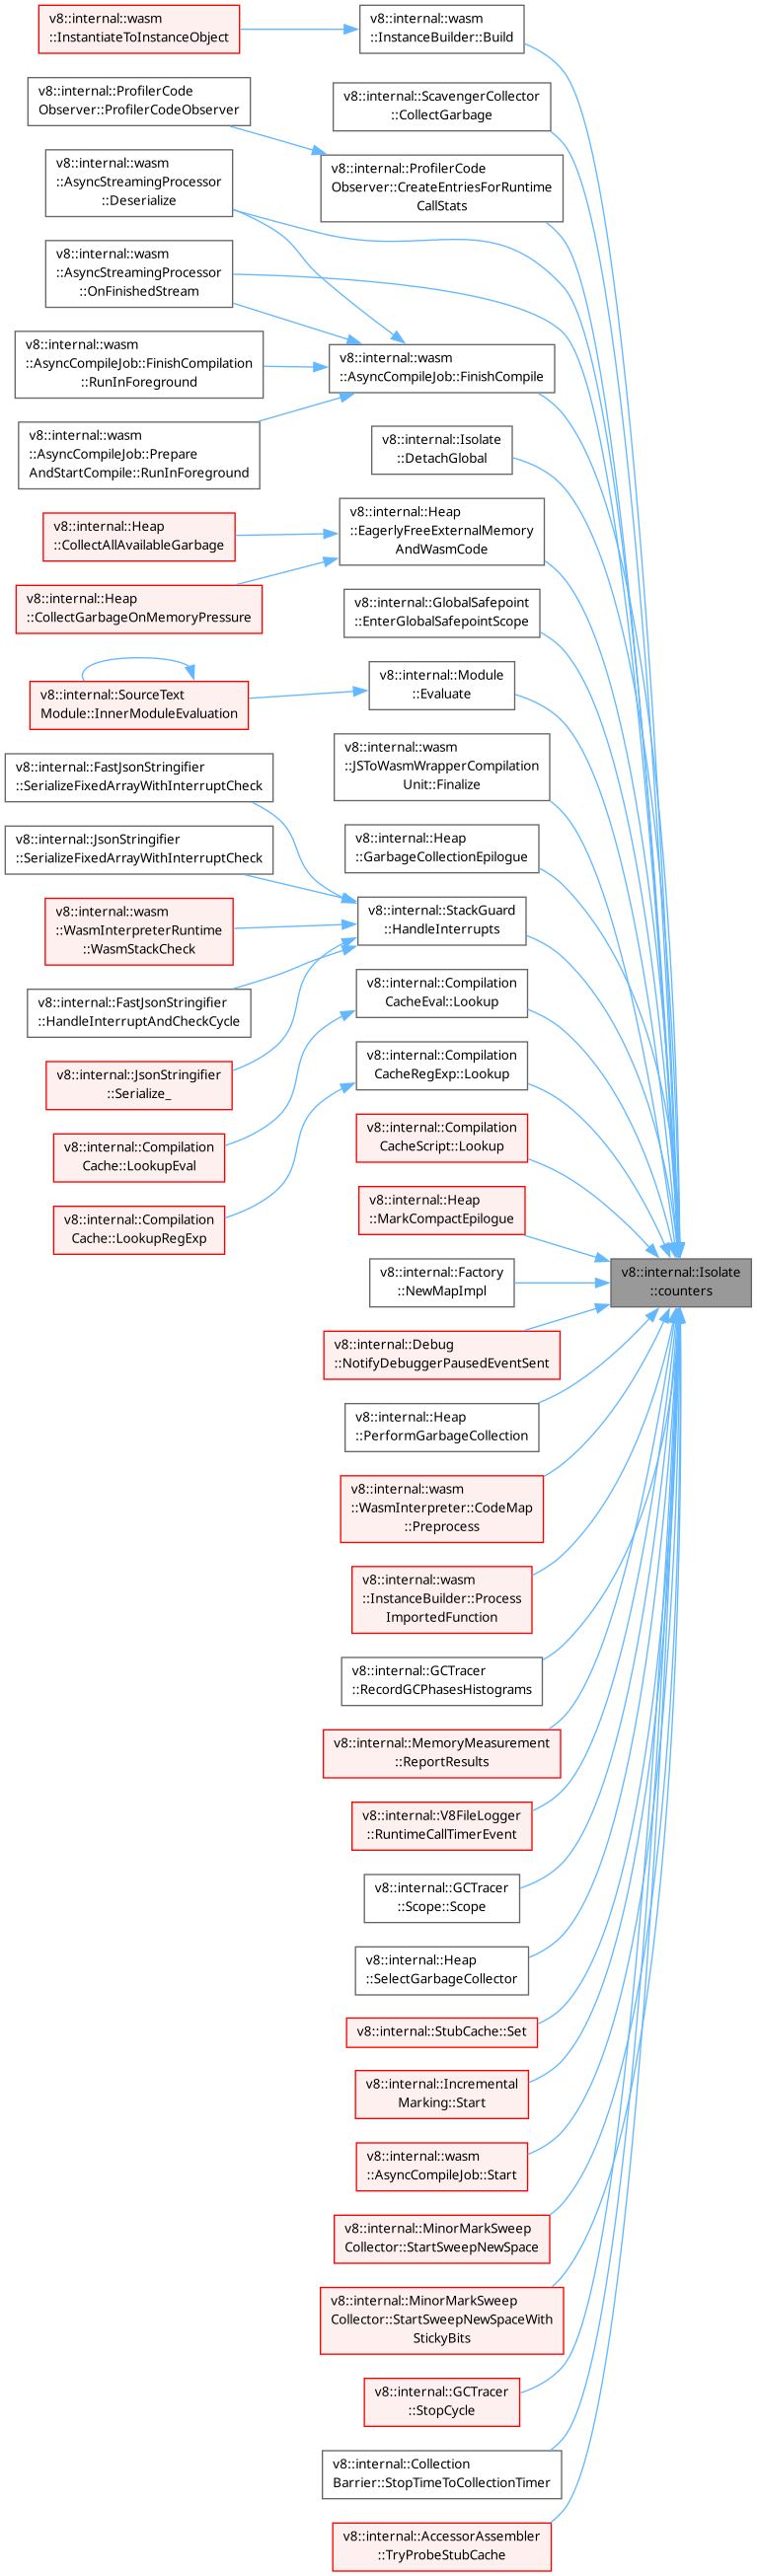 v8::internal::wasm
::InstantiateToInstanceObject
v8::internal::wasm
::InstanceBuilder::Build
v8::internal::ProfilerCode
Observer::ProfilerCodeObserver
v8::internal::ScavengerCollector
::CollectGarbage
v8::internal::wasm
::AsyncStreamingProcessor
::Deserialize
v8::internal::ProfilerCode
Observer::CreateEntriesForRuntime
CallStats
v8::internal::wasm
::AsyncStreamingProcessor
::OnFinishedStream
v8::internal::wasm
::AsyncCompileJob::FinishCompilation
::RunInForeground
v8::internal::wasm
::AsyncCompileJob::FinishCompile
v8::internal::wasm
::AsyncCompileJob::Prepare
AndStartCompile::RunInForeground
v8::internal::Isolate
::DetachGlobal
v8::internal::Heap
::CollectAllAvailableGarbage
v8::internal::Heap
::EagerlyFreeExternalMemory
AndWasmCode
v8::internal::Heap
::CollectGarbageOnMemoryPressure
v8::internal::GlobalSafepoint
::EnterGlobalSafepointScope
v8::internal::SourceText
Module::InnerModuleEvaluation
v8::internal::Module
::Evaluate
v8::internal::FastJsonStringifier
::SerializeFixedArrayWithInterruptCheck
v8::internal::wasm
::JSToWasmWrapperCompilation
Unit::Finalize
v8::internal::JsonStringifier
::SerializeFixedArrayWithInterruptCheck
v8::internal::Heap
::GarbageCollectionEpilogue
v8::internal::wasm
::WasmInterpreterRuntime
::WasmStackCheck
v8::internal::StackGuard
::HandleInterrupts
v8::internal::FastJsonStringifier
::HandleInterruptAndCheckCycle
v8::internal::Compilation
CacheEval::Lookup
v8::internal::JsonStringifier
::Serialize_
v8::internal::Compilation
CacheRegExp::Lookup
v8::internal::Compilation
Cache::LookupEval
v8::internal::Compilation
CacheScript::Lookup
v8::internal::Compilation
Cache::LookupRegExp
v8::internal::Heap
::MarkCompactEpilogue
v8::internal::Factory
::NewMapImpl
v8::internal::Isolate
::counters
v8::internal::Debug
::NotifyDebuggerPausedEventSent
v8::internal::Heap
::PerformGarbageCollection
v8::internal::wasm
::WasmInterpreter::CodeMap
::Preprocess
v8::internal::wasm
::InstanceBuilder::Process
ImportedFunction
v8::internal::GCTracer
::RecordGCPhasesHistograms
v8::internal::MemoryMeasurement
::ReportResults
v8::internal::V8FileLogger
::RuntimeCallTimerEvent
v8::internal::GCTracer
::Scope::Scope
v8::internal::Heap
::SelectGarbageCollector
v8::internal::StubCache::Set
v8::internal::Incremental
Marking::Start
v8::internal::wasm
::AsyncCompileJob::Start
v8::internal::MinorMarkSweep
Collector::StartSweepNewSpace
v8::internal::MinorMarkSweep
Collector::StartSweepNewSpaceWith
StickyBits
v8::internal::GCTracer
::StopCycle
v8::internal::Collection
Barrier::StopTimeToCollectionTimer
v8::internal::AccessorAssembler
::TryProbeStubCache